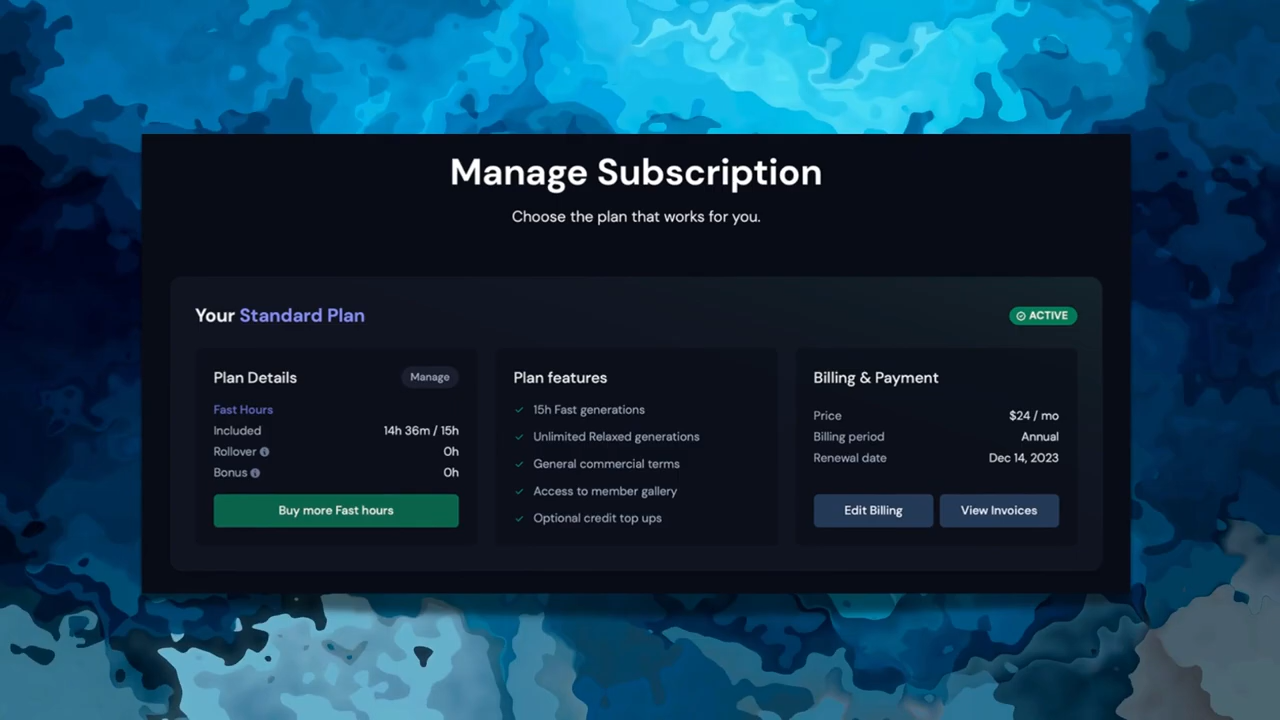 Manage Subscription
Choose the plan that works for you.
Your Standard Plan
ACTIVE
Plan Details
Manage
Fast Hours
Included 14h 36m / 15h
Rollover 0h
Bonus 0h
Buy more Fast hours
Plan features
15h Fast generations
Unlimited Relaxed generations
General commercial terms
Access to member gallery
Optional credit top ups
Billing & Payment
Price $24 / mo
Billing period Annual
Renewal date Dec 14, 2023
Edit Billing
View Invoices